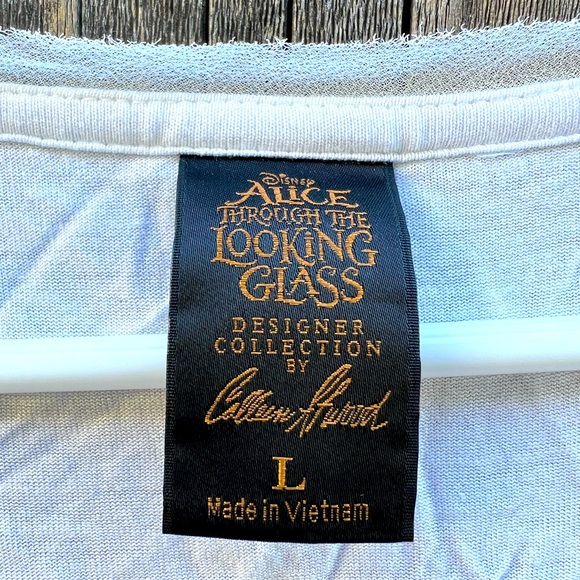 Disney
ALICE
THROUGH THE
LOOKING
GLASS
DESIGNER
COLLECTION
BY
Colleen Atwood
L
Made in Vietnam